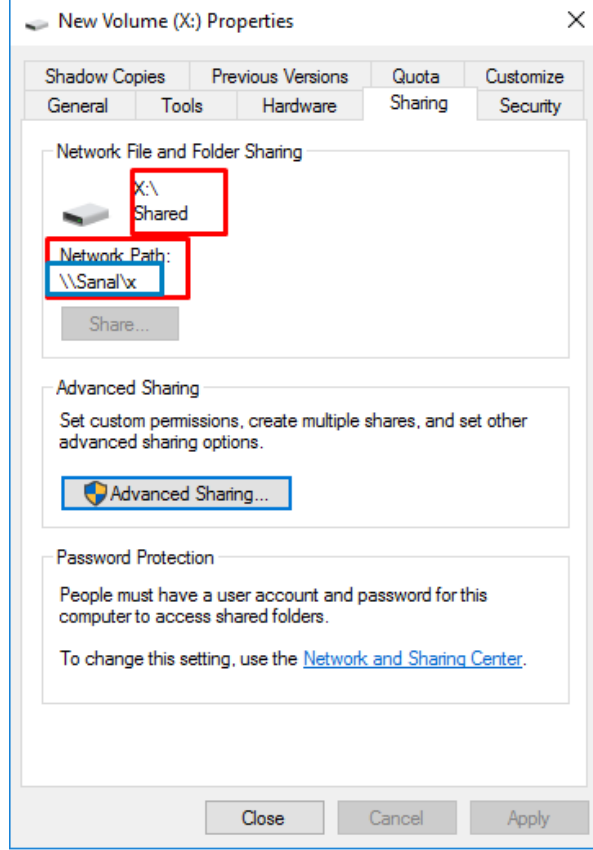 New Volume (X:) Properties
Shadow Copies Previous Versions Quota Customize
General Tools Hardware Sharing Security
Network File and Folder Sharing
X:\
Shared
Network Path:
\\Sanal\x
Share...
Advanced Sharing
Set custom permissions, create multiple shares, and set other
advanced sharing options.
Advanced Sharing...
Password Protection
People must have a user account and password for this
computer to access shared folders.
To change this setting, use the Network and Sharing Center.
Close Cancel Apply